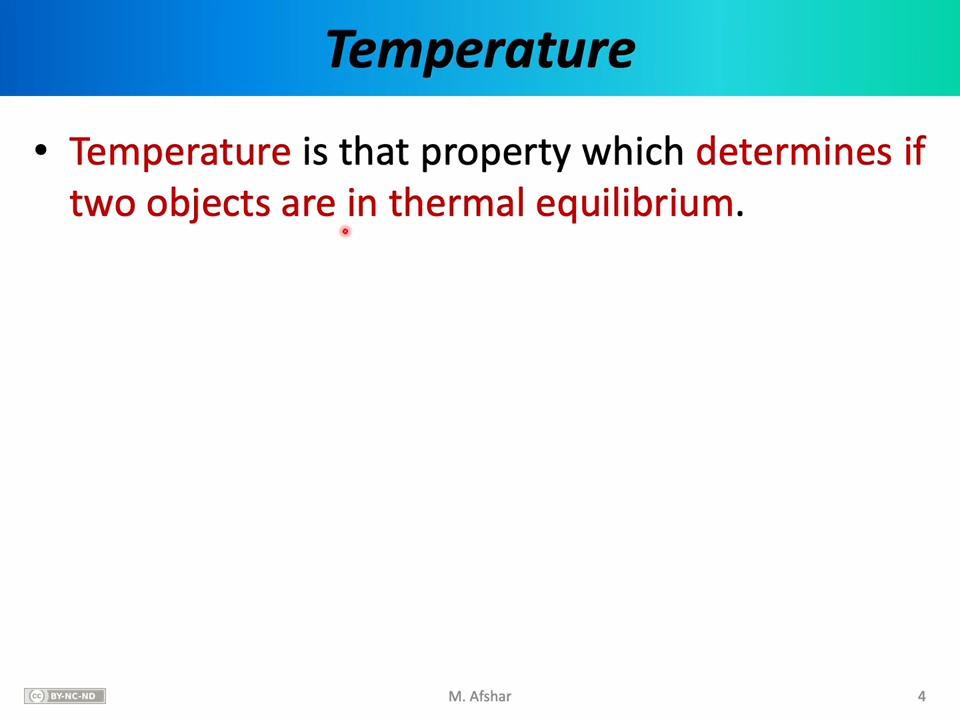 Temperature
• Temperature is that property which determines if
two objects are in thermal equilibrium.
cc BY-NC-ND
M. Afshar
4